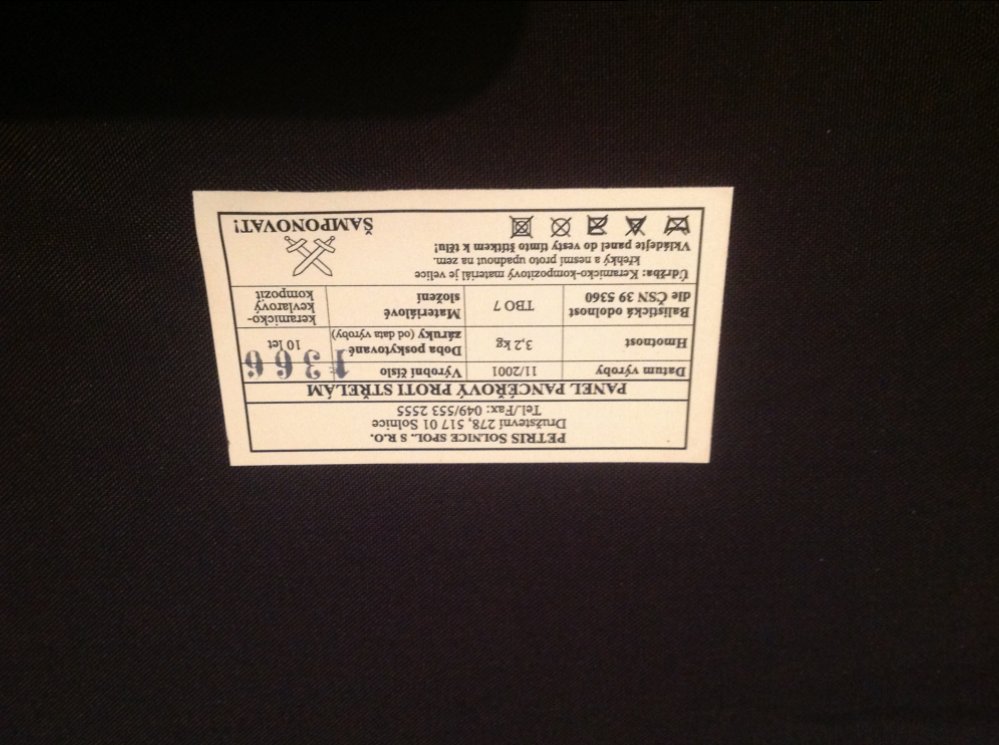 PETRIS SOLNICE SPOL. S R.O.
Družstevní 278, 517 01 Solnice
Tel./Fax: 049/553 2555
PANEL PANCÉŘOVÝ PROTI STŘELÁM
Datum výroby 11/2001 Výrobní číslo 1366
Hmotnost 3,2 kg Doba poskytované záruky (od data výroby) 10 let
Balistická odolnost dle ČSN 39 5360 TBO 7 Materiálové složení keramicko-kevlarový kompozit
Údržba: Keramicko-kompozitový materiál je velice
křehký a nesmí proto upadnout na zem.
Vkládejte panel do vesty tímto štítkem k tělu!
ŠAMPONOVAT!